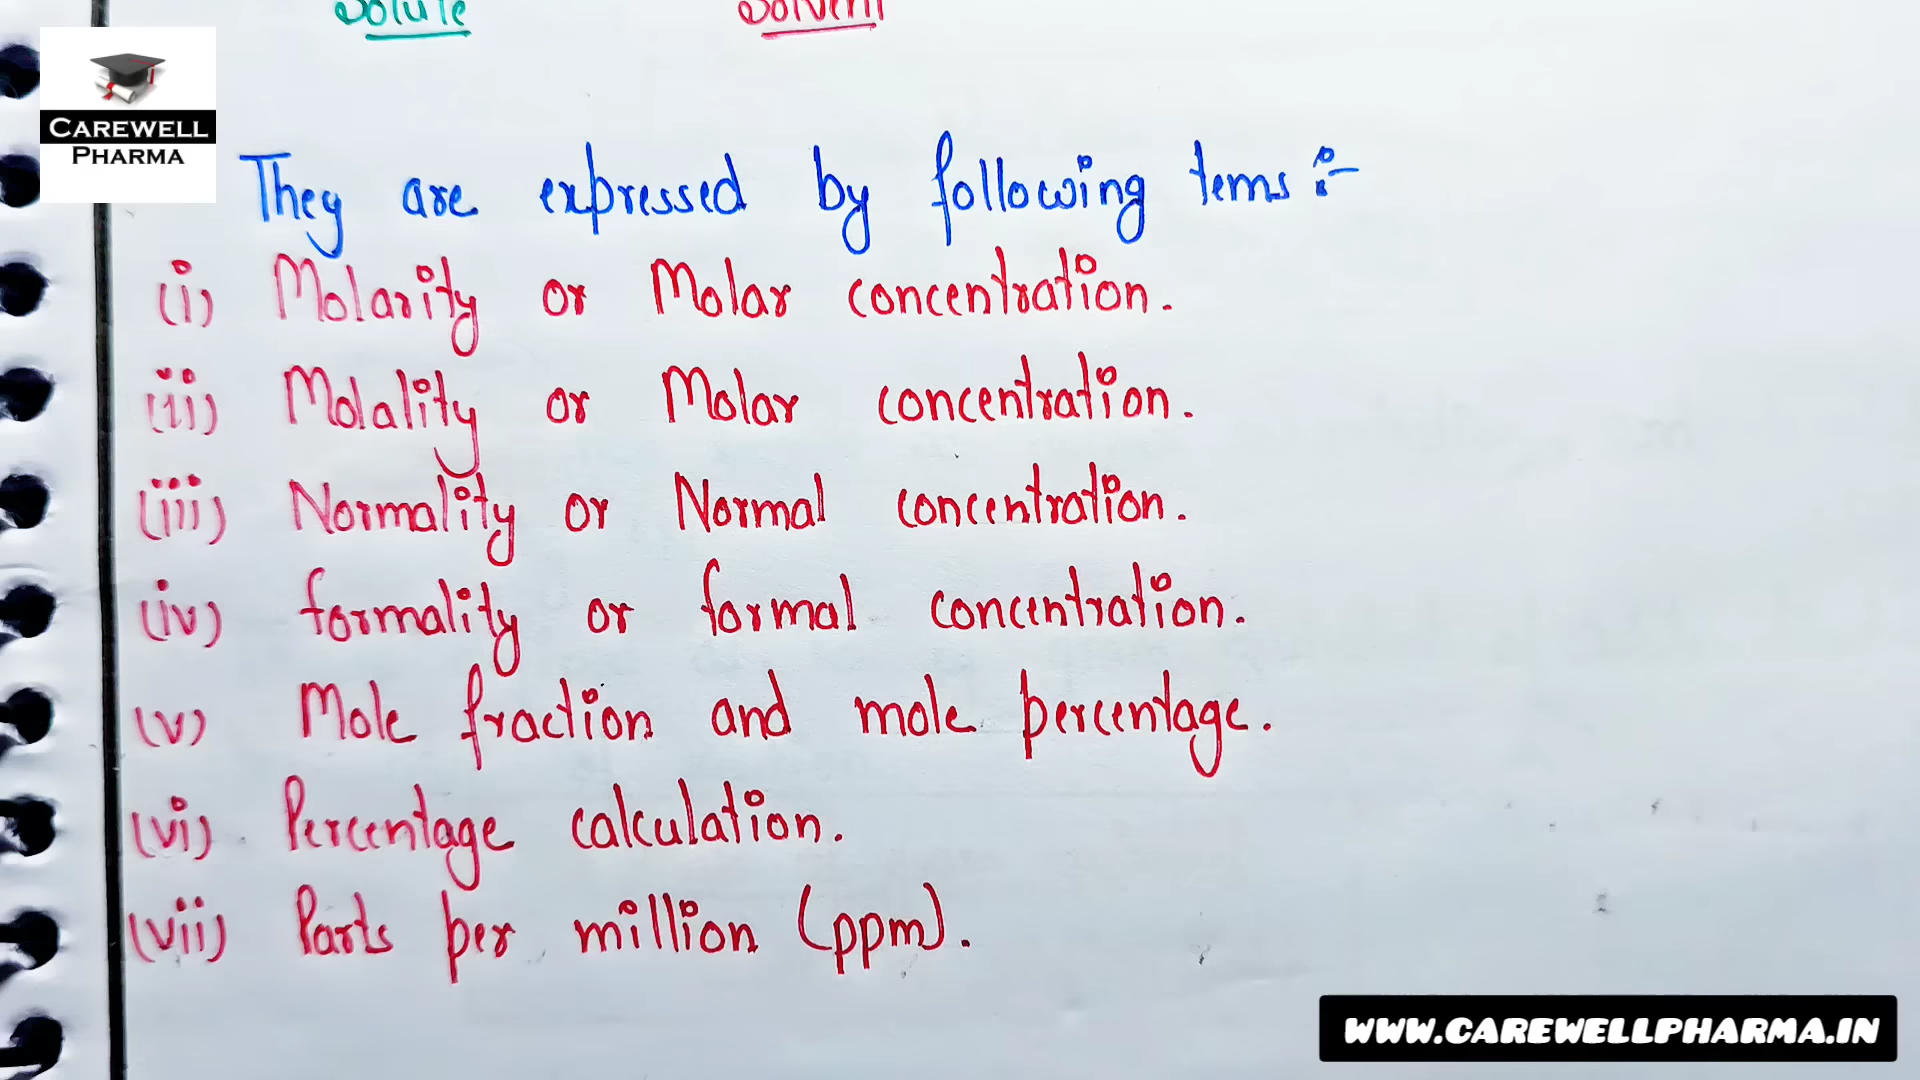 Solute Solvent
CAREWELL
PHARMA
They are expressed by following tems :-
(i) Molarity or Molar concentration.
(ii) Molality or Molar concentration.
(iii) Normality or Normal concentration.
(iv) formality or formal concentration.
(v) Mole fraction and mole percentage.
(vi) Percentage calculation.
(vii) Parts per million (ppm).
WWW.CAREWELLPHARMA.IN